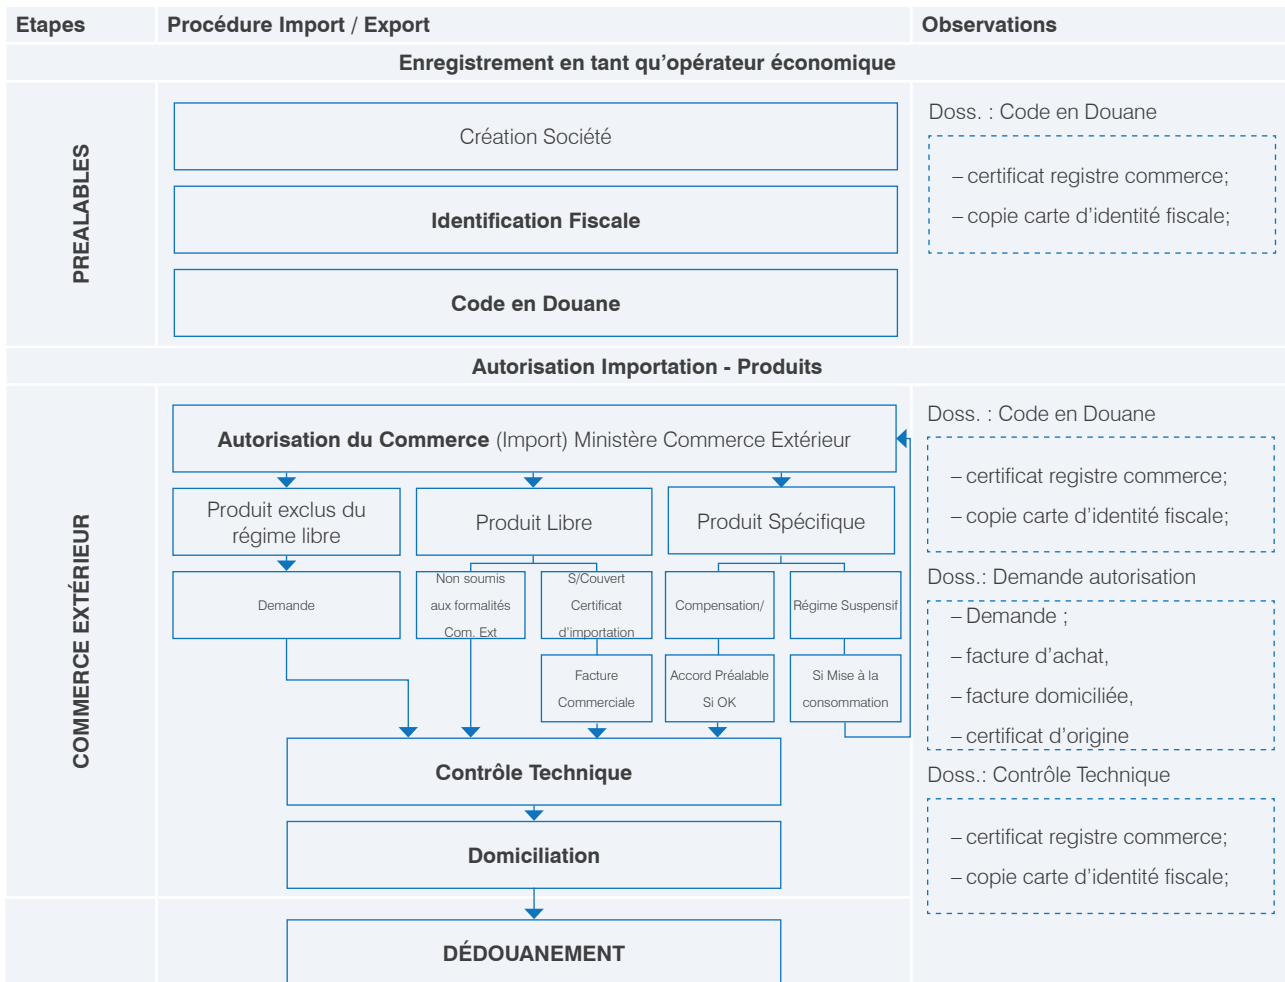 Etapes
Procédure Import / Export
Observations
Enregistrement en tant qu’opérateur économique
PREALABLES
Création Société
Identification Fiscale
Code en Douane
Doss. : Code en Douane
– certificat registre commerce;
– copie carte d’identité fiscale;
Autorisation Importation - Produits
COMMERCE EXTÉRIEUR
Autorisation du Commerce (Import) Ministère Commerce Extérieur
Produit exclus du
régime libre
Produit Libre
Produit Spécifique
Demande
Non soumis
aux formalités
Com. Ext
S/Couvert
Certificat
d’importation
Compensation/
Régime Suspensif
Facture
Commerciale
Accord Préalable
Si OK
Si Mise à la
consommation
Contrôle Technique
Domiciliation
DÉDOUANEMENT
Doss. : Code en Douane
– certificat registre commerce;
– copie carte d’identité fiscale;
Doss.: Demande autorisation
– Demande ;
– facture d’achat,
– facture domiciliée,
– certificat d’origine
Doss.: Contrôle Technique
– certificat registre commerce;
– copie carte d’identité fiscale;